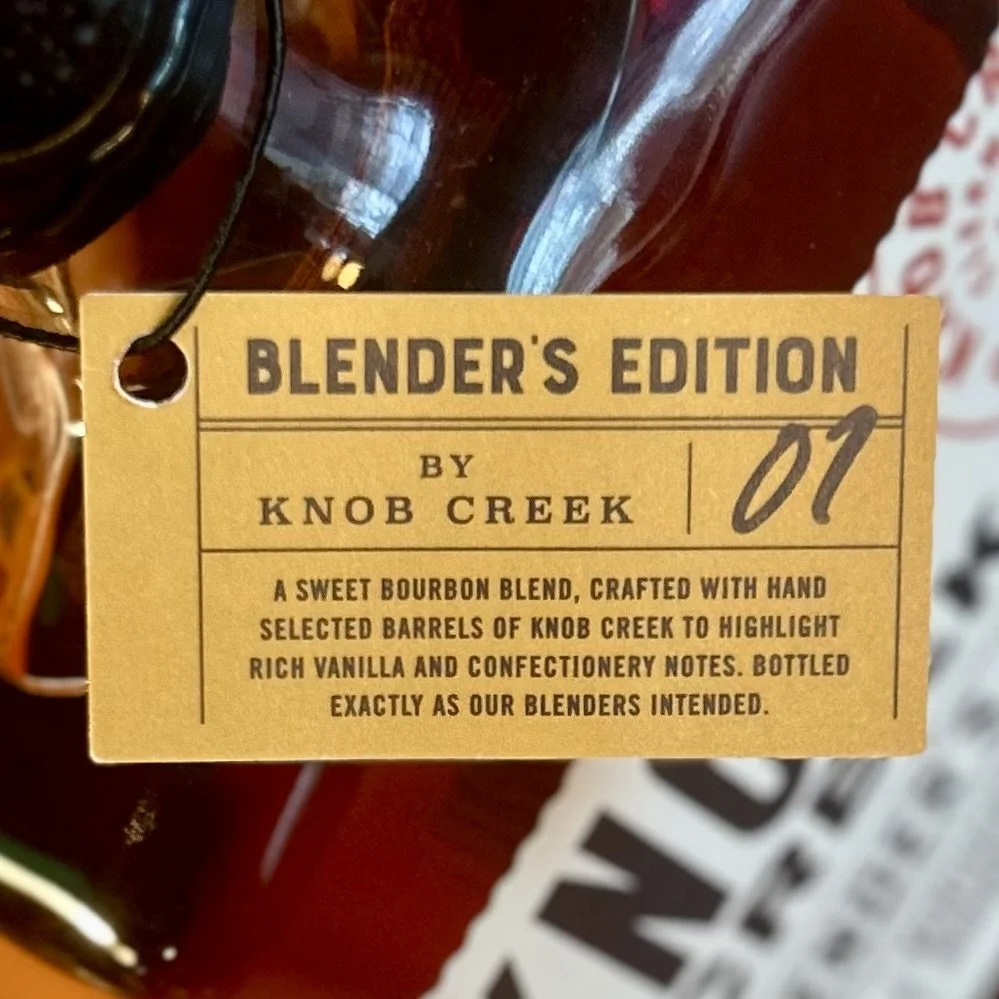 BLENDER'S EDITION
BY
KNOB CREEK
01
A SWEET BOURBON BLEND, CRAFTED WITH HAND
SELECTED BARRELS OF KNOB CREEK TO HIGHLIGHT
RICH VANILLA AND CONFECTIONERY NOTES. BOTTLED
EXACTLY AS OUR BLENDERS INTENDED.